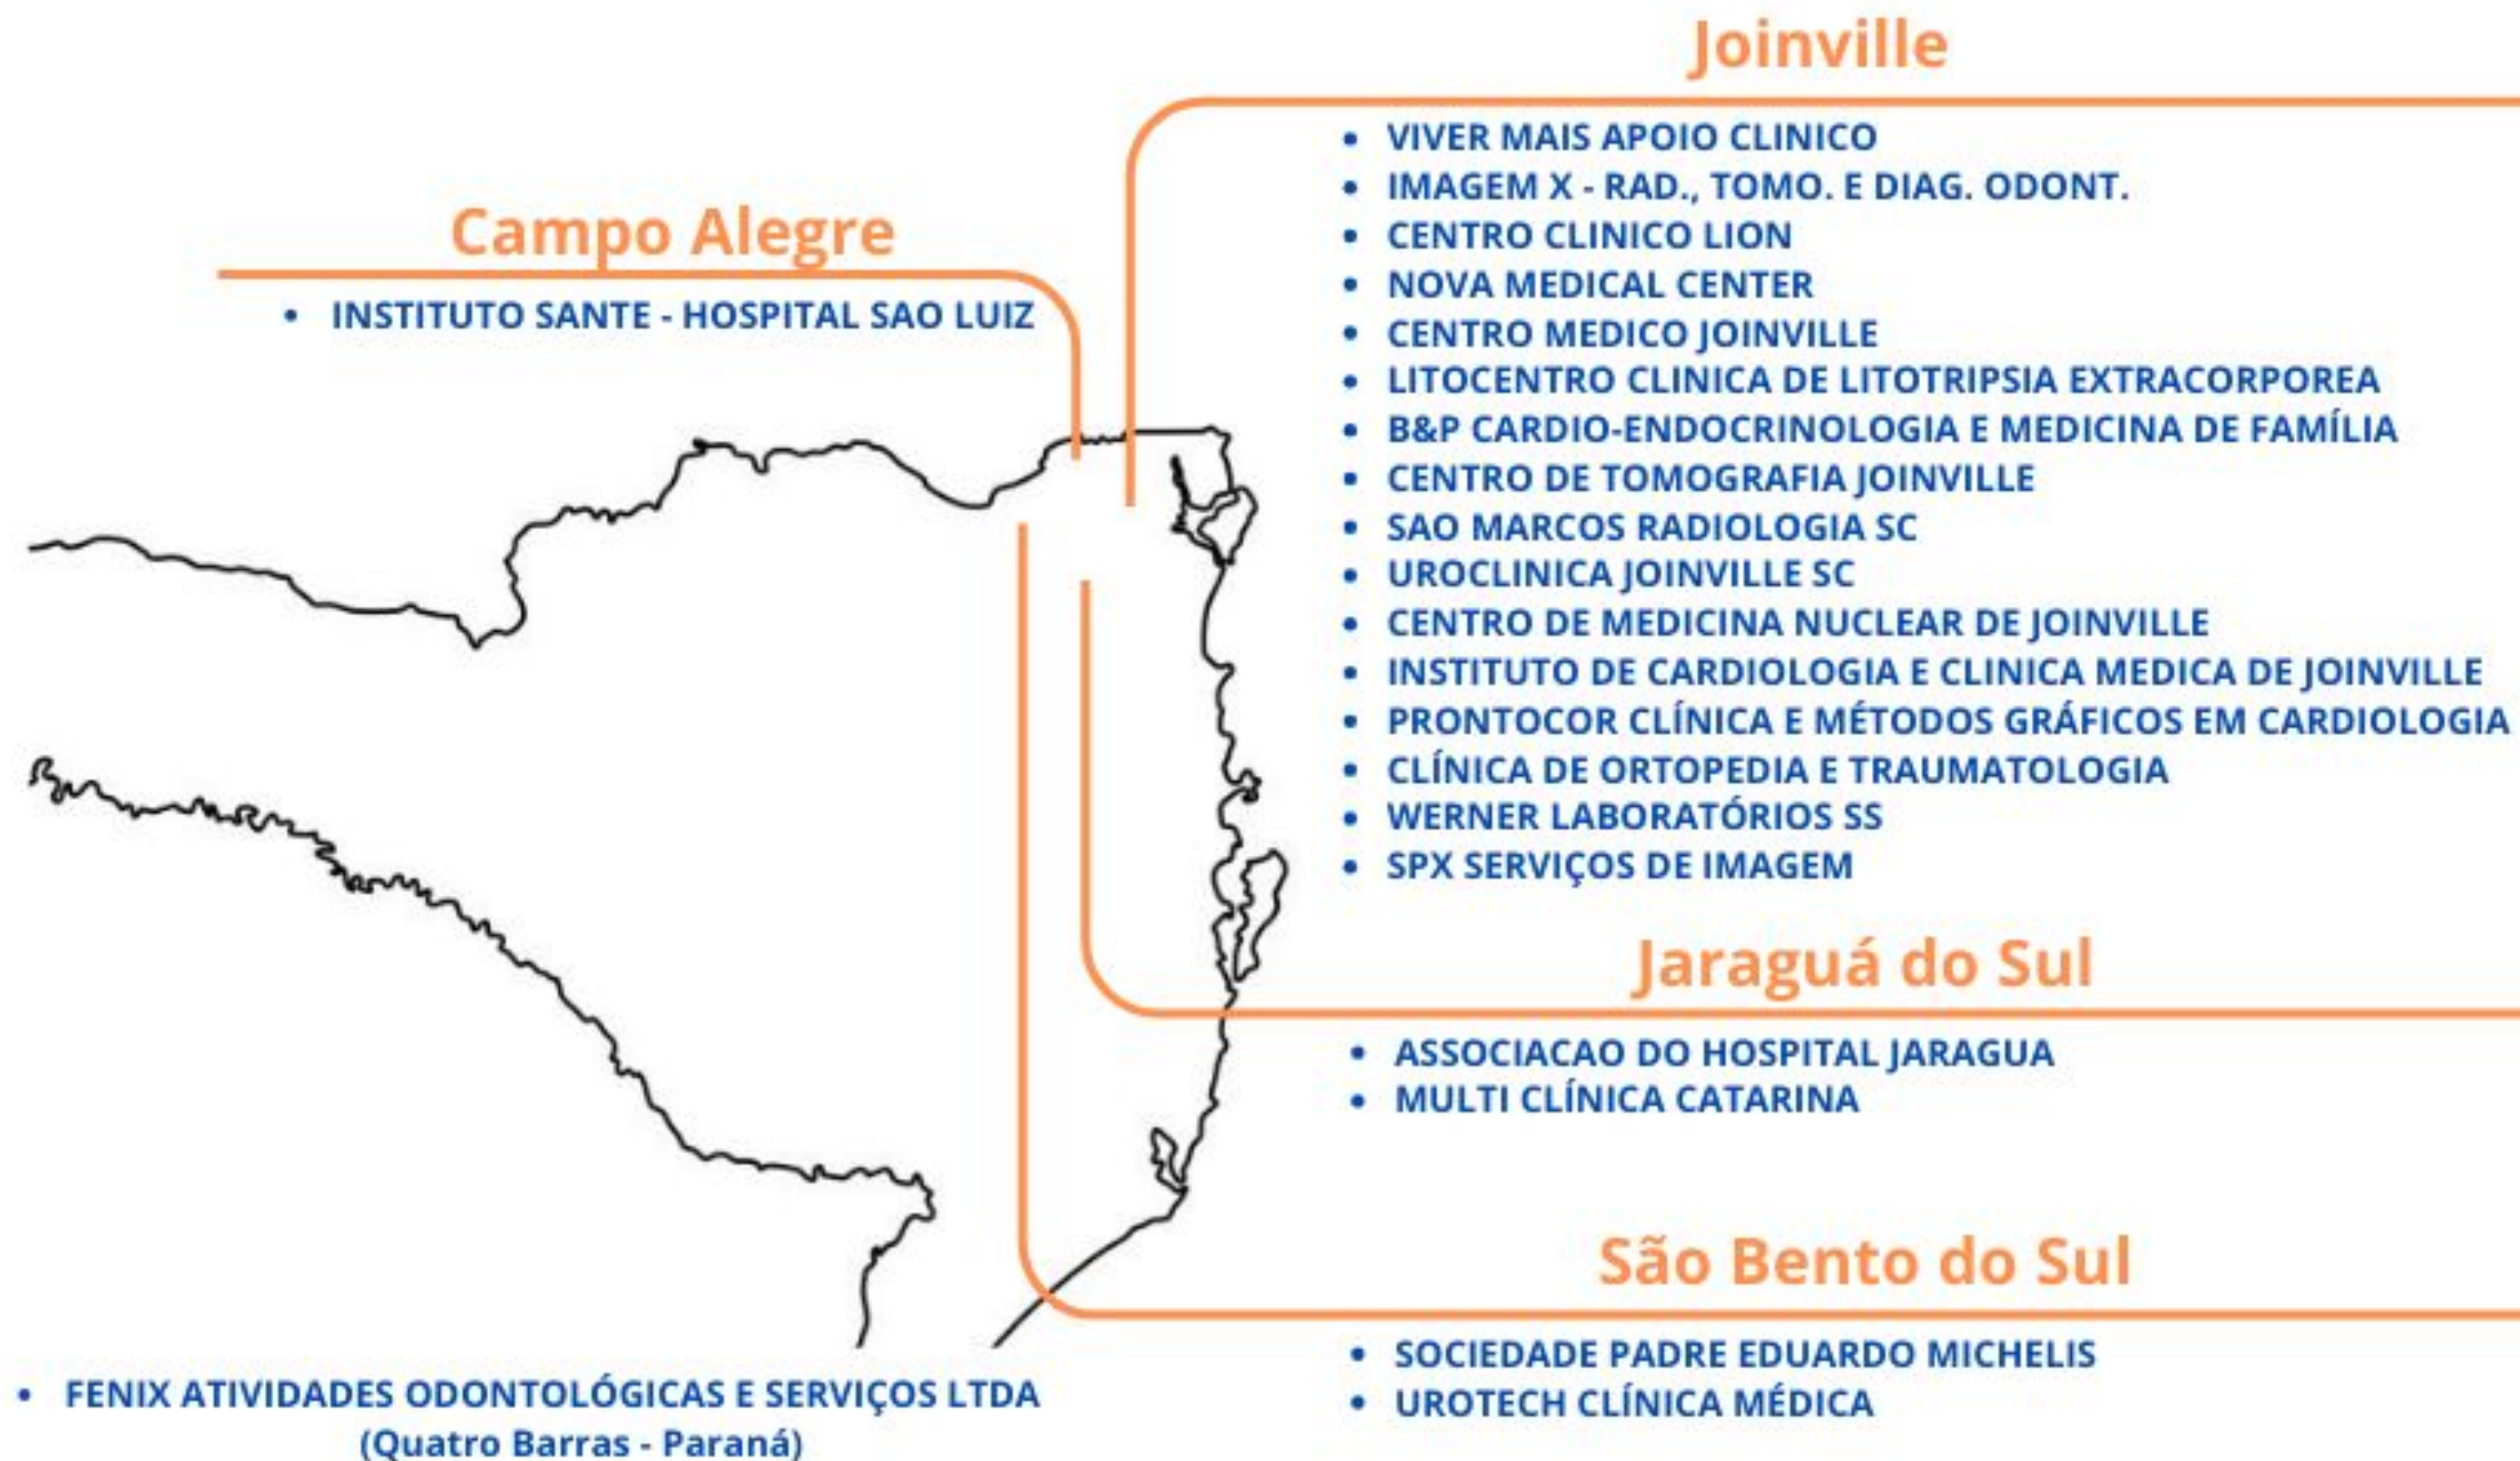 Joinville
• VIVER MAIS APOIO CLINICO
• IMAGEM X - RAD., TOMO. E DIAG. ODONT.
• CENTRO CLINICO LION
• NOVA MEDICAL CENTER
• CENTRO MEDICO JOINVILLE
• LITOCENTRO CLINICA DE LITOTRIPSIA EXTRACORPOREA
• B&P CARDIO-ENDOCRINOLOGIA E MEDICINA DE FAMÍLIA
• CENTRO DE TOMOGRAFIA JOINVILLE
• SAO MARCOS RADIOLOGIA SC
• UROCLINICA JOINVILLE SC
• CENTRO DE MEDICINA NUCLEAR DE JOINVILLE
• INSTITUTO DE CARDIOLOGIA E CLINICA MEDICA DE JOINVILLE
• PRONTOCOR CLÍNICA E MÉTODOS GRÁFICOS EM CARDIOLOGIA
• CLÍNICA DE ORTOPEDIA E TRAUMATOLOGIA
• WERNER LABORATÓRIOS SS
• SPX SERVIÇOS DE IMAGEM
Campo Alegre
• INSTITUTO SANTE - HOSPITAL SAO LUIZ
Jaraguá do Sul
• ASSOCIACAO DO HOSPITAL JARAGUA
• MULTI CLÍNICA CATARINA
São Bento do Sul
• SOCIEDADE PADRE EDUARDO MICHELIS
• UROTECH CLÍNICA MÉDICA
• FENIX ATIVIDADES ODONTOLÓGICAS E SERVIÇOS LTDA
(Quatro Barras - Paraná)